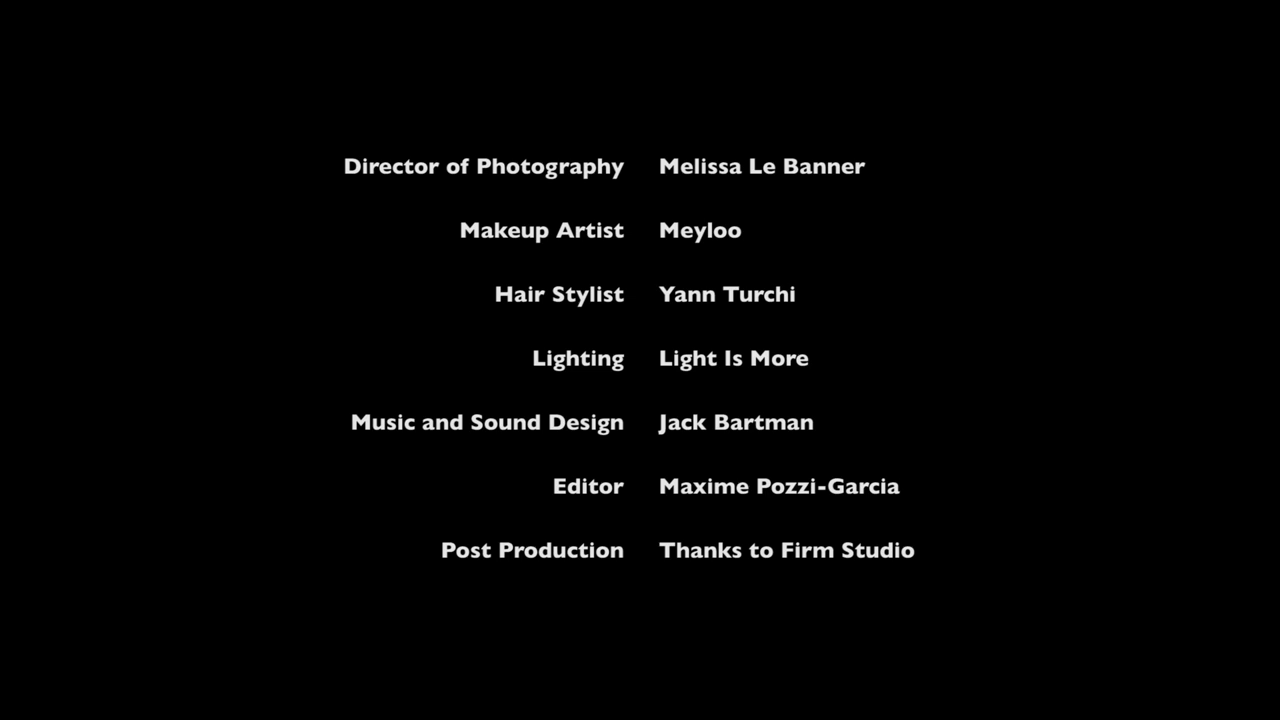 Director of Photography Melissa Le Banner
Makeup Artist Meyloo
Hair Stylist Yann Turchi
Lighting Light Is More
Music and Sound Design Jack Bartman
Editor Maxime Pozzi-Garcia
Post Production Thanks to Firm Studio